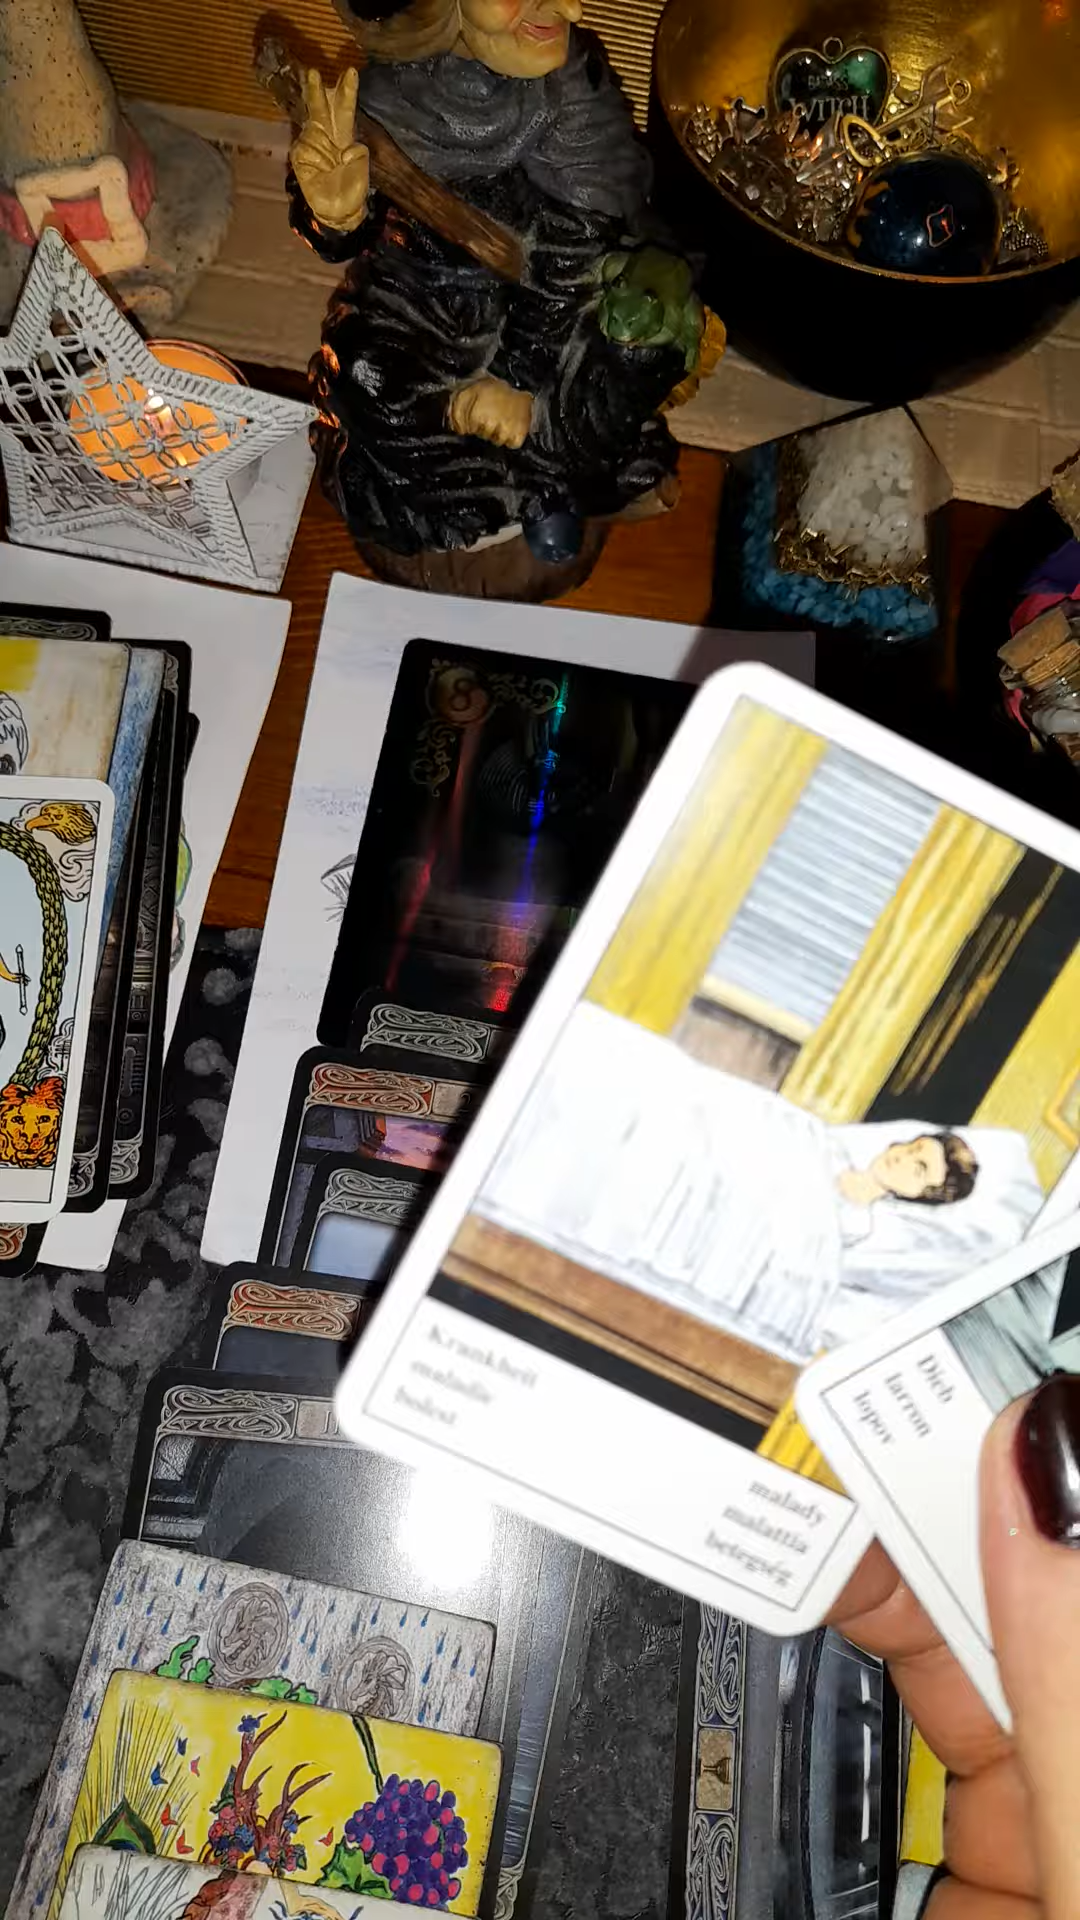 WITCH
Krankheit
maladie
bolest
malady
malattia
betegség
Dieb
larron
lopov